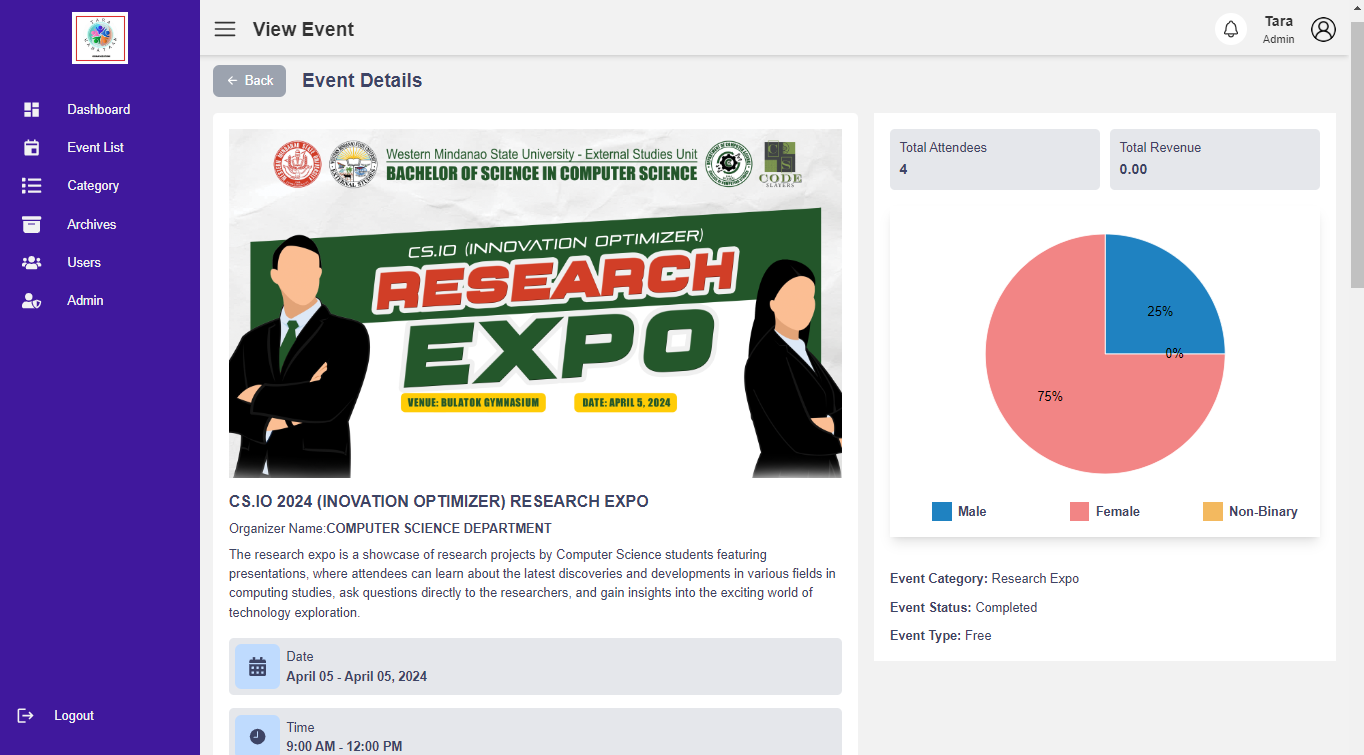 TARA
Dashboard
Event List
Category
Archives
Users
Admin
Logout
View Event
Tara
Admin
Back
Event Details
Western Mindanao State University - External Studies Unit
BACHELOR OF SCIENCE IN COMPUTER SCIENCE
CS
CODE
SLAYERS
CS.IO (INNOVATION OPTIMIZER)
RESEARCH
EXPO
VENUE: BULATOK GYMNASIUM
DATE: APRIL 5, 2024
CS.IO 2024 (INOVATION OPTIMIZER) RESEARCH EXPO
Organizer Name:COMPUTER SCIENCE DEPARTMENT
The research expo is a showcase of research projects by Computer Science students featuring
presentations, where attendees can learn about the latest discoveries and developments in various fields in
computing studies, ask questions directly to the researchers, and gain insights into the exciting world of
technology exploration.
Date
April 05 - April 05, 2024
Time
9:00 AM - 12:00 PM
Total Attendees
4
Total Revenue
0.00
25%
0%
75%
Male
Female
Non-Binary
Event Category: Research Expo
Event Status: Completed
Event Type: Free